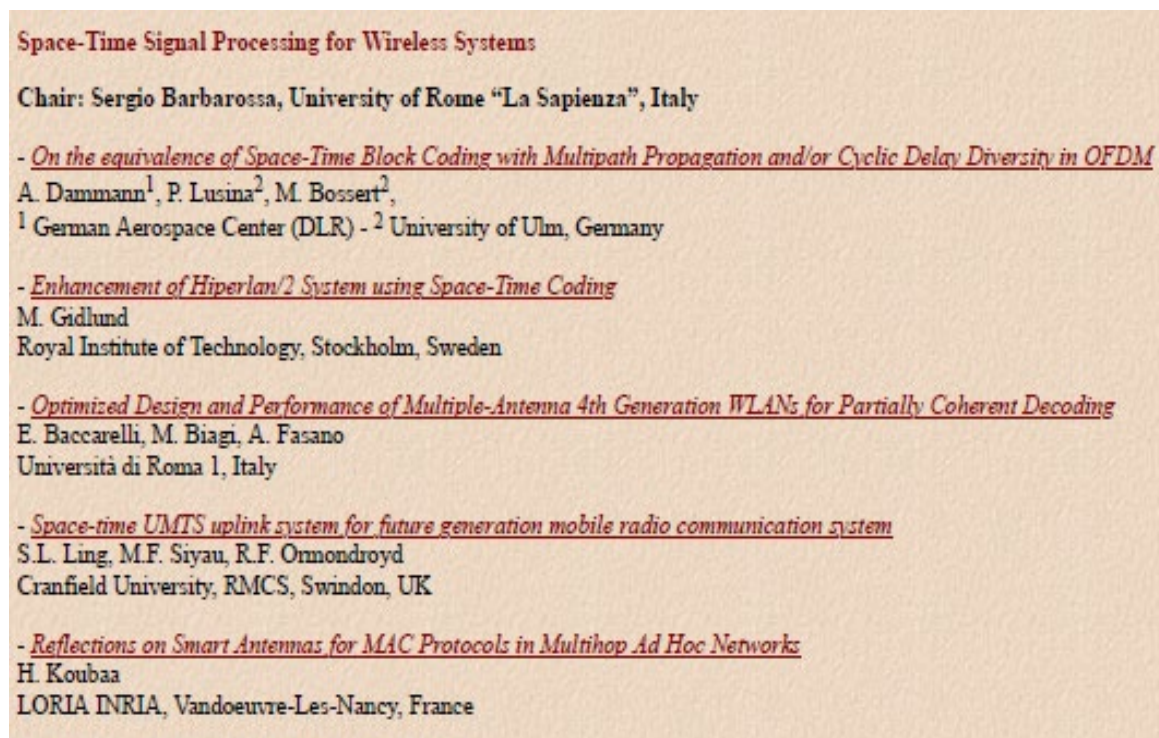 Space-Time Signal Processing for Wireless Systems
Chair: Sergio Barbarossa, University of Rome “La Sapienza”, Italy
- On the equivalence of Space-Time Block Coding with Multipath Propagation and/or Cyclic Delay Diversity in OFDM
A. Dammann1, P. Lusina2, M. Bossert2,
1 German Aerospace Center (DLR) - 2 University of Ulm, Germany
- Enhancement of Hiperlan/2 System using Space-Time Coding
M. Gidlund
Royal Institute of Technology, Stockholm, Sweden
- Optimized Design and Performance of Multiple-Antenna 4th Generation WLANs for Partially Coherent Decoding
E. Baccarelli, M. Biagi, A. Fasano
Università di Roma 1, Italy
- Space-time UMTS uplink system for future generation mobile radio communication system
S.L. Ling, M.F. Siyau, R.F. Ormondroyd
Cranfield University, RMCS, Swindon, UK
- Reflections on Smart Antennas for MAC Protocols in Multihop Ad Hoc Networks
H. Koubaa
LORIA INRIA, Vandoeuvre-Les-Nancy, France